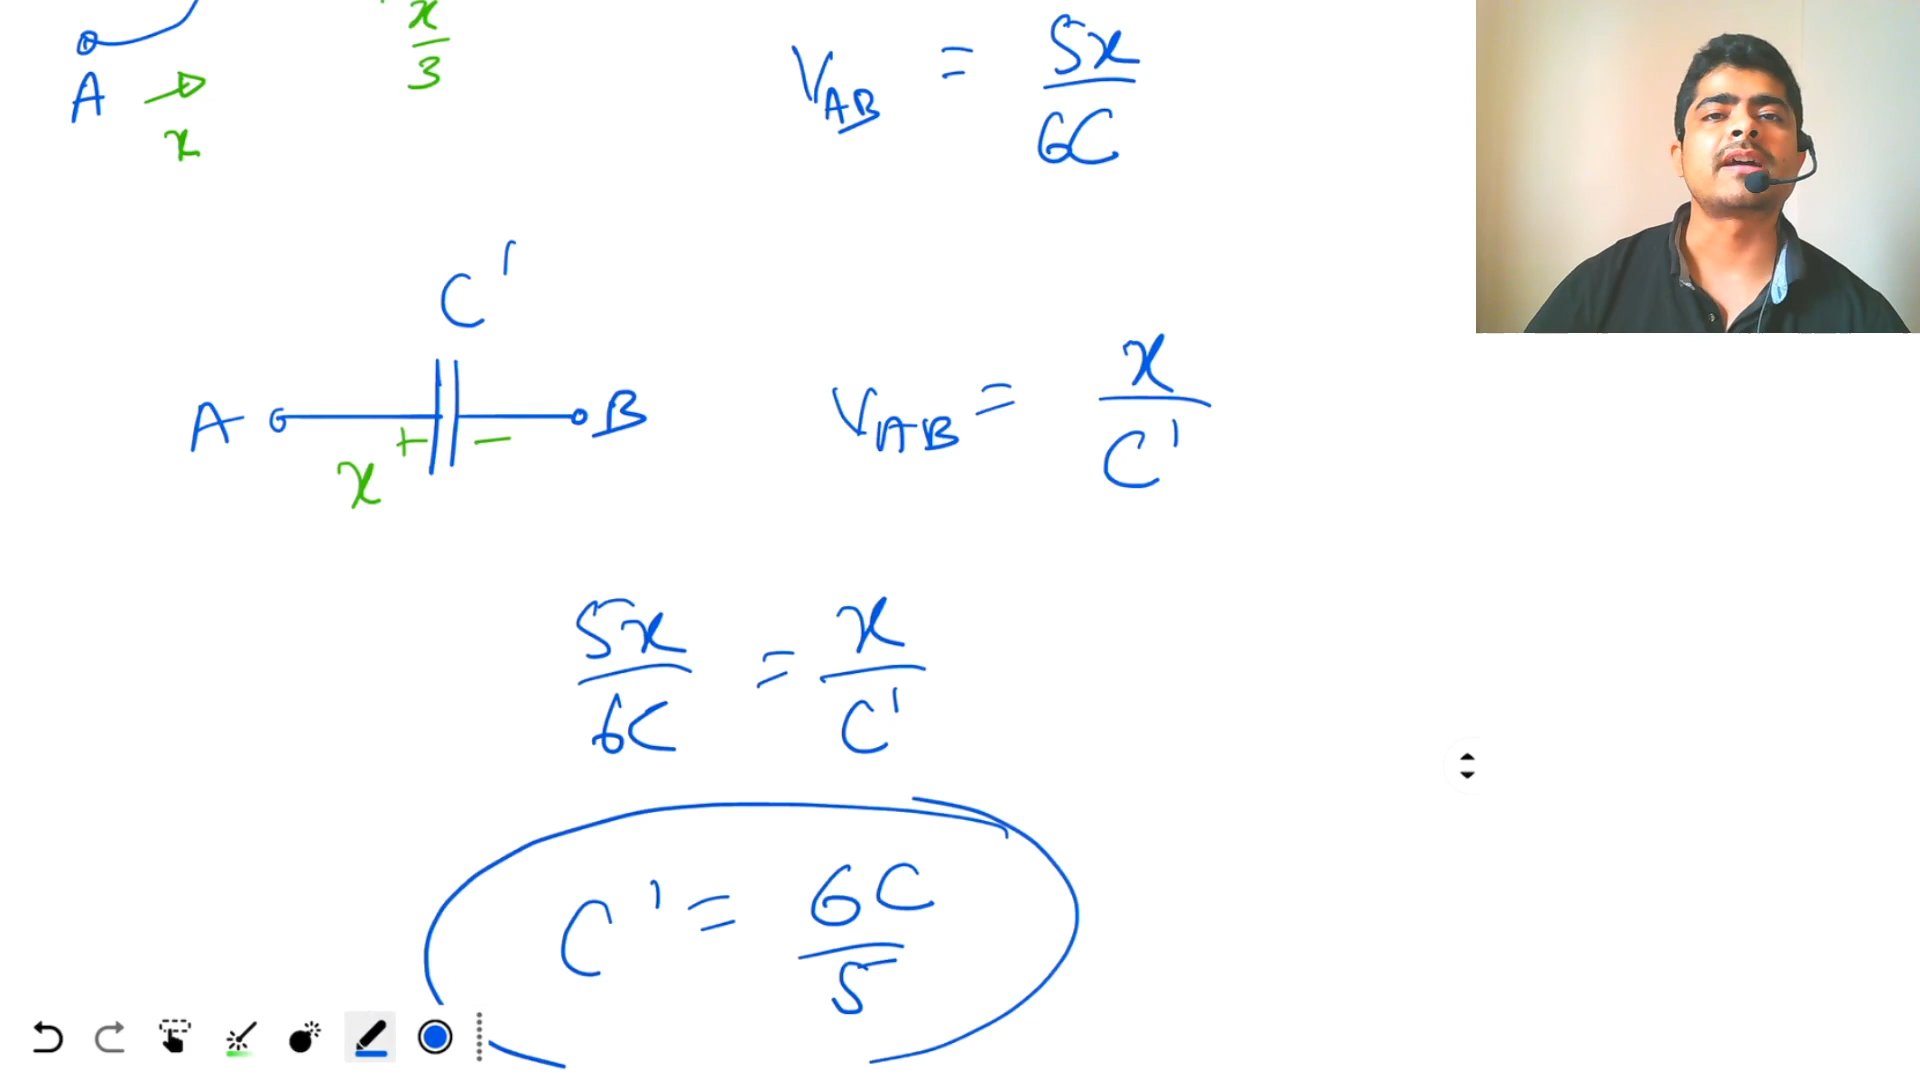 x/3
A
x
V_AB = 5x/6C
C'
A + − B
x
V_AB = x/C'
5x/6C = x/C'
C' = 6C/5